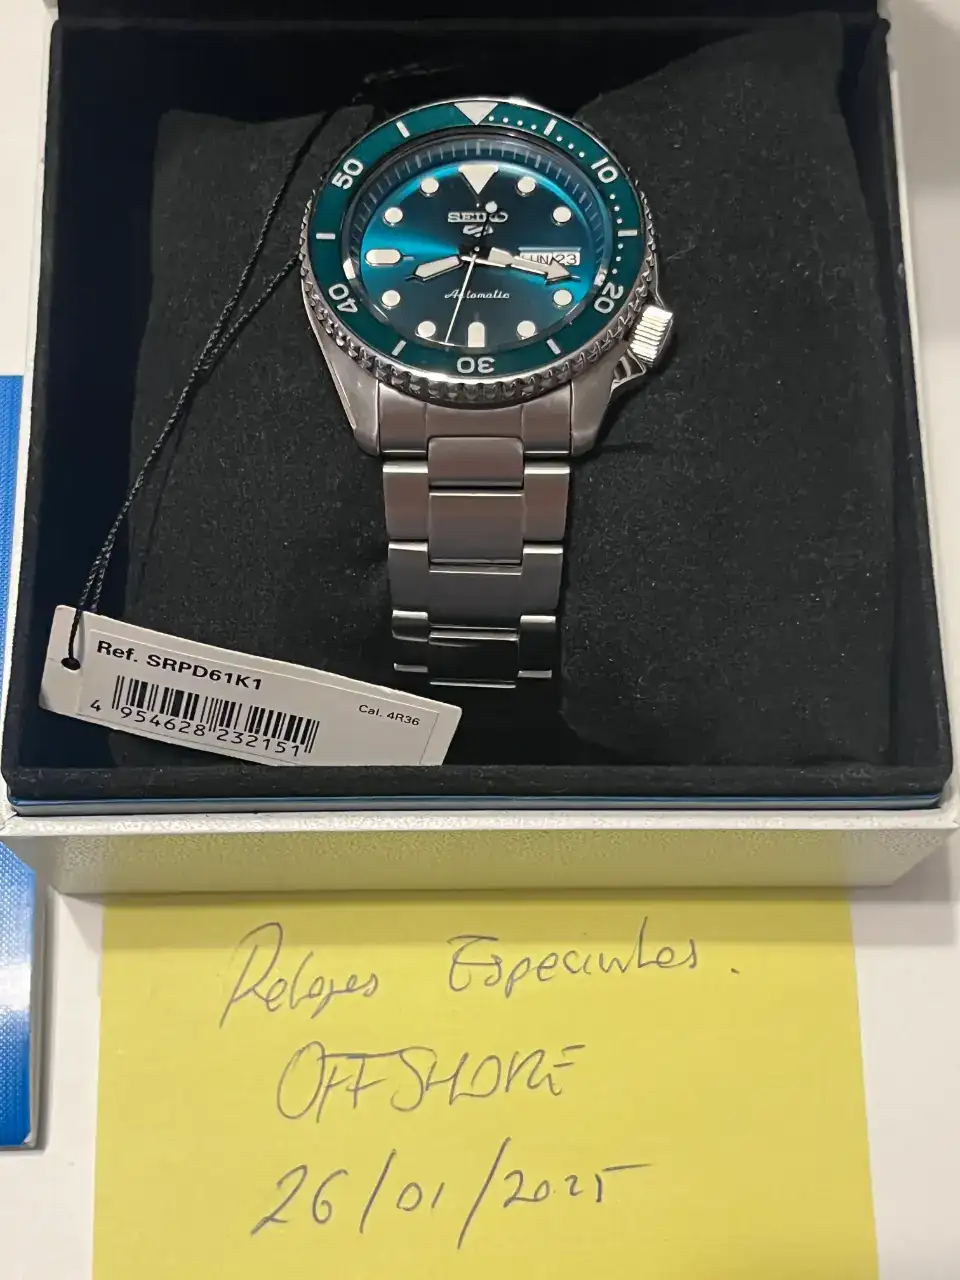 50
10
SEIKO
5
UN 23
40
Automatic
20
30
Ref. SRPD61K1
Cal. 4R36
4 954628 232151
Relojes Especiales.
OFFSHORE
26/01/2025